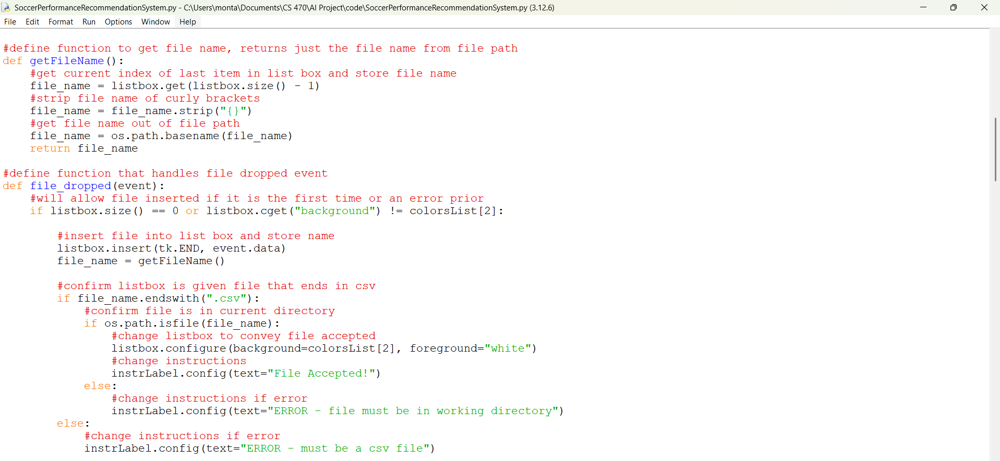 SoccerPerformanceRecommendationSystem.py - C:\Users\monta\Documents\CS 470\AI Project\code\SoccerPerformanceRecommendationSystem.py (3.12.6)
File Edit Format Run Options Window Help
#define function to get file name, returns just the file name from file path
def getFileName():
    #get current index of last item in list box and store file name
    file_name = listbox.get(listbox.size() - 1)
    #strip file name of curly brackets
    file_name = file_name.strip("{}")
    #get file name out of file path
    file_name = os.path.basename(file_name)
    return file_name
#define function that handles file dropped event
def file_dropped(event):
    #will allow file inserted if it is the first time or an error prior
    if listbox.size() == 0 or listbox.cget("background") != colorsList[2]:
        #insert file into list box and store name
        listbox.insert(tk.END, event.data)
        file_name = getFileName()
        #confirm listbox is given file that ends in csv
        if file_name.endswith(".csv"):
            #confirm file is in current directory
            if os.path.isfile(file_name):
                #change listbox to convey file accepted
                listbox.configure(background=colorsList[2], foreground="white")
                #change instructions
                instrLabel.config(text="File Accepted!")
            else:
                #change instructions if error
                instrLabel.config(text="ERROR - file must be in working directory")
        else:
            #change instructions if error
            instrLabel.config(text="ERROR - must be a csv file")